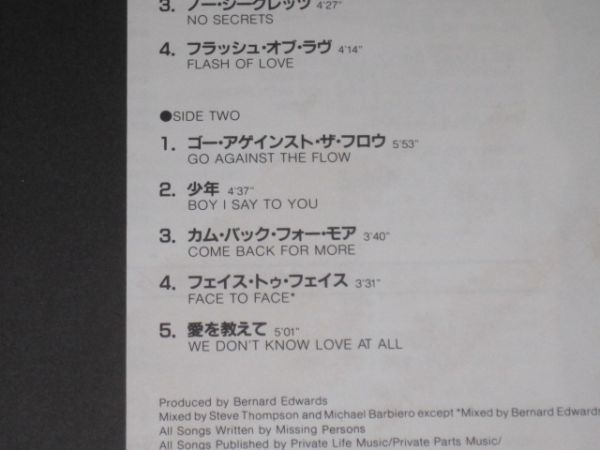 3. ノー・シークレッツ 4'27"
NO SECRETS
4. フラッシュ・オブ・ラヴ 4'14"
FLASH OF LOVE
●SIDE TWO
1. ゴー・アゲインスト・ザ・フロウ 5'53"
GO AGAINST THE FLOW
2. 少年 4'37"
BOY I SAY TO YOU
3. カム・バック・フォー・モア 3'40"
COME BACK FOR MORE
4. フェイス・トゥ・フェイス 3'31"
FACE TO FACE*
5. 愛を教えて 5'01"
WE DON'T KNOW LOVE AT ALL
Produced by Bernard Edwards
Mixed by Steve Thompson and Michael Barbiero except *Mixed by Bernard Edwards
All Songs Written by Missing Persons
All Songs Published by Private Life Music/Private Parts Music/